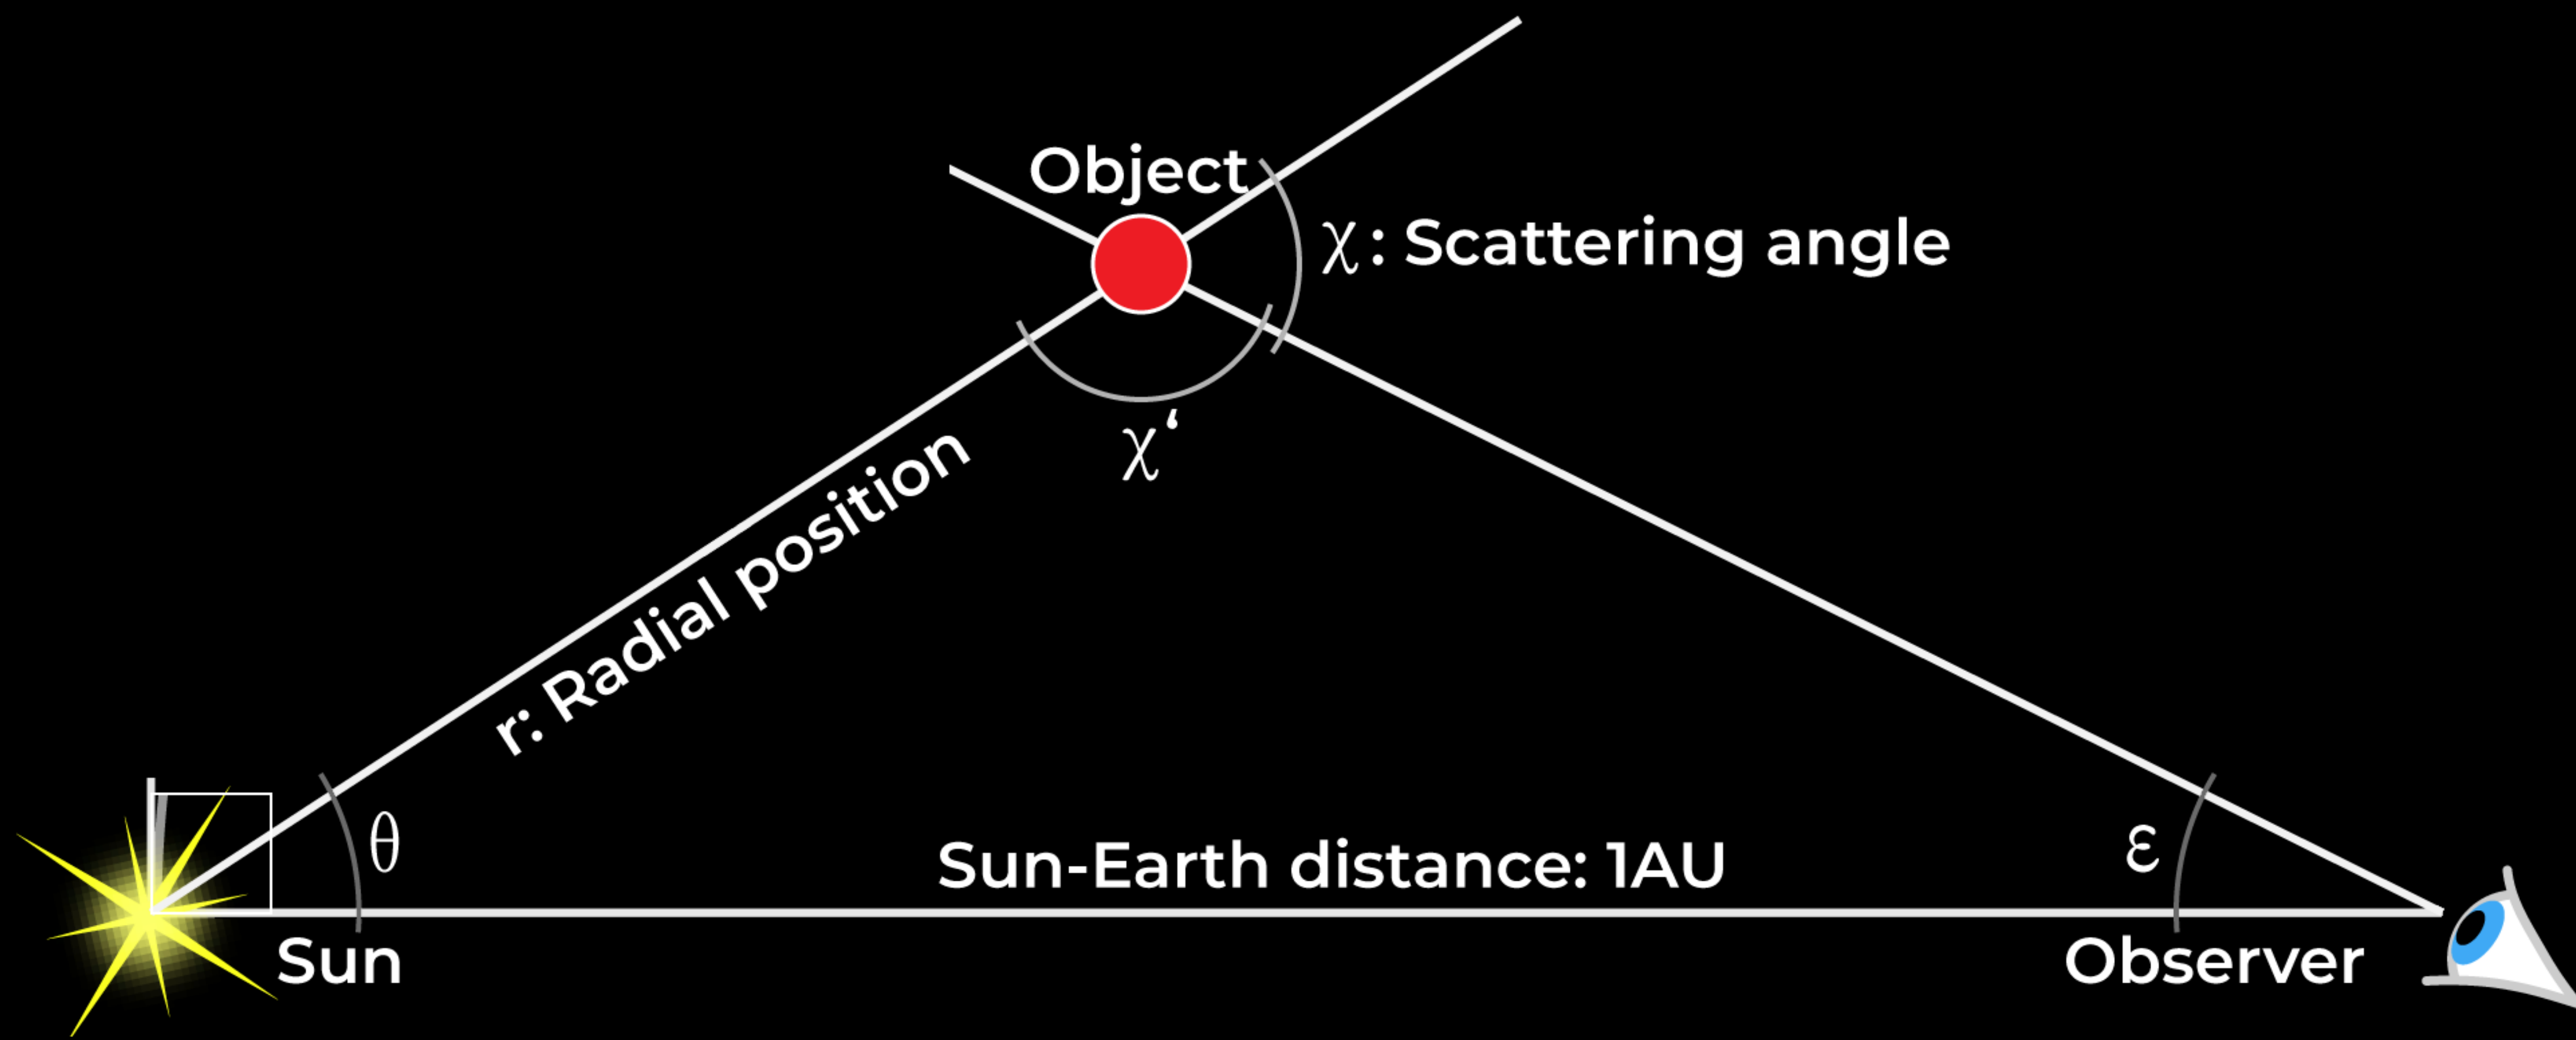 Object
χ: Scattering angle
χ‘
r: Radial position
θ
Sun-Earth distance: 1AU
ε
Sun
Observer